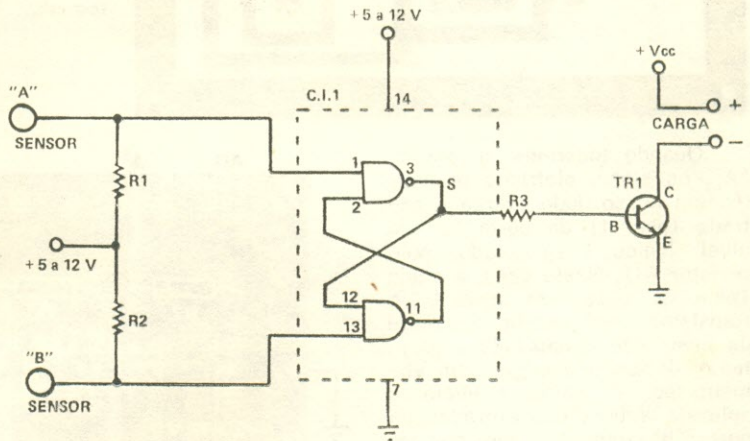 + 5 a 12 V
+ Vcc
"A"
SENSOR
C.I.1
14
+
CARGA
−
1
3
2
S
R1
R3
TR1
C
B
E
+ 5 a 12 V
R2
12
11
13
"B"
SENSOR
7